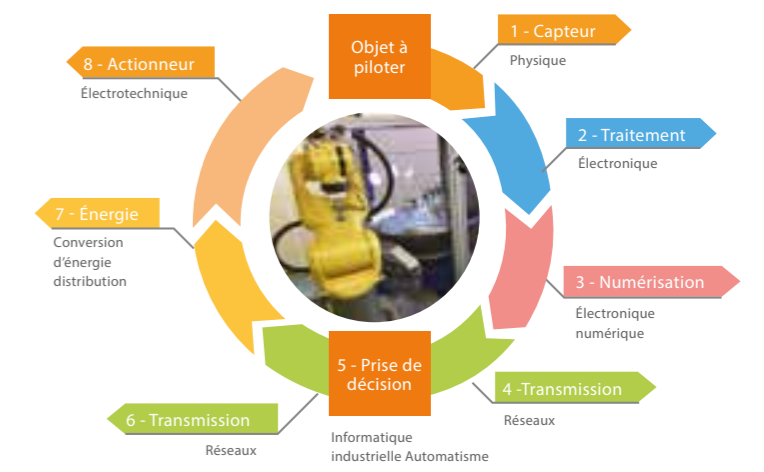 Objet à
piloter
1 - Capteur
Physique
2 - Traitement
Électronique
3 - Numérisation
Électronique
numérique
4 -Transmission
Réseaux
5 - Prise de
décision
Informatique
industrielle Automatisme
6 - Transmission
Réseaux
7 - Énergie
Conversion
d’énergie
distribution
8 - Actionneur
Électrotechnique